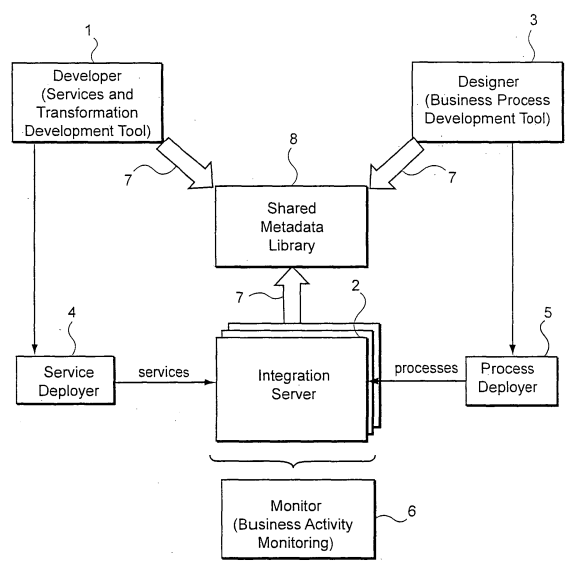 1
Developer
(Services and
Transformation
Development Tool)
3
Designer
(Business Process
Development Tool)
7
8
7
Shared
Metadata
Library
7
2
4
Service
Deployer
services
Integration
Server
processes
5
Process
Deployer
Monitor
(Business Activity
Monitoring)
6